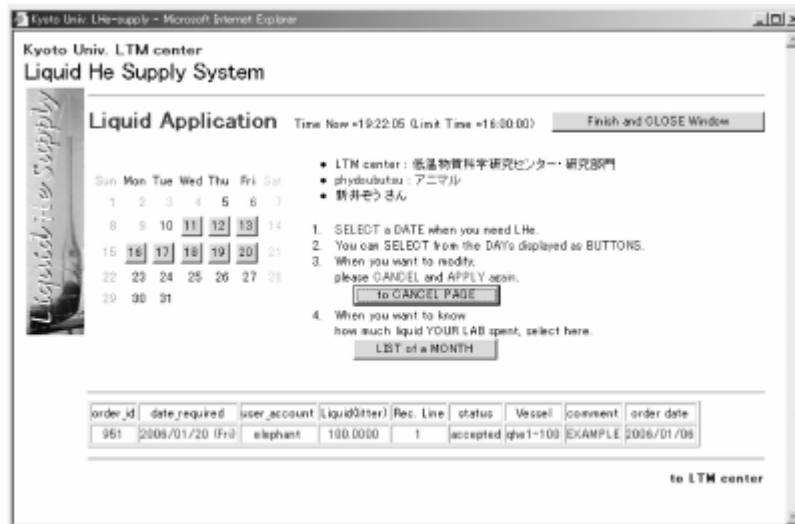 Kyoto Univ. LHe-supply - Microsoft Internet Explorer
Kyoto Univ. LTM center
Liquid He Supply System
Liquid He Supply
Liquid Application Time Now =19:22:05 (Limit Time =16:00:00) Finish and CLOSE Window
• LTM center : 低温物質科学研究センター・研究部門
• phydoubutsu : アニマル
• 新井ぞうさん
Sun Mon Tue Wed Thu Fri Sat
1 2 3 4 5 6 7
8 9 10 11 12 13 14
15 16 17 18 19 20 21
22 23 24 25 26 27 28
29 30 31
1. SELECT a DATE when you need LHe.
2. You can SELECT from the DAYs displayed as BUTTONS.
3. When you want to modify,
please CANCEL and APPLY again.
to CANCEL PAGE
4. When you want to know
how much liquid YOUR LAB spent, select here.
LIST of a MONTH
order_id date_required user_account Liquid(litter) Rec. Line status Vessel comment order date
951 2006/01/20 (Fri) elephant 100.0000 1 accepted qhe1-100 EXAMPLE 2006/01/06
to LTM center